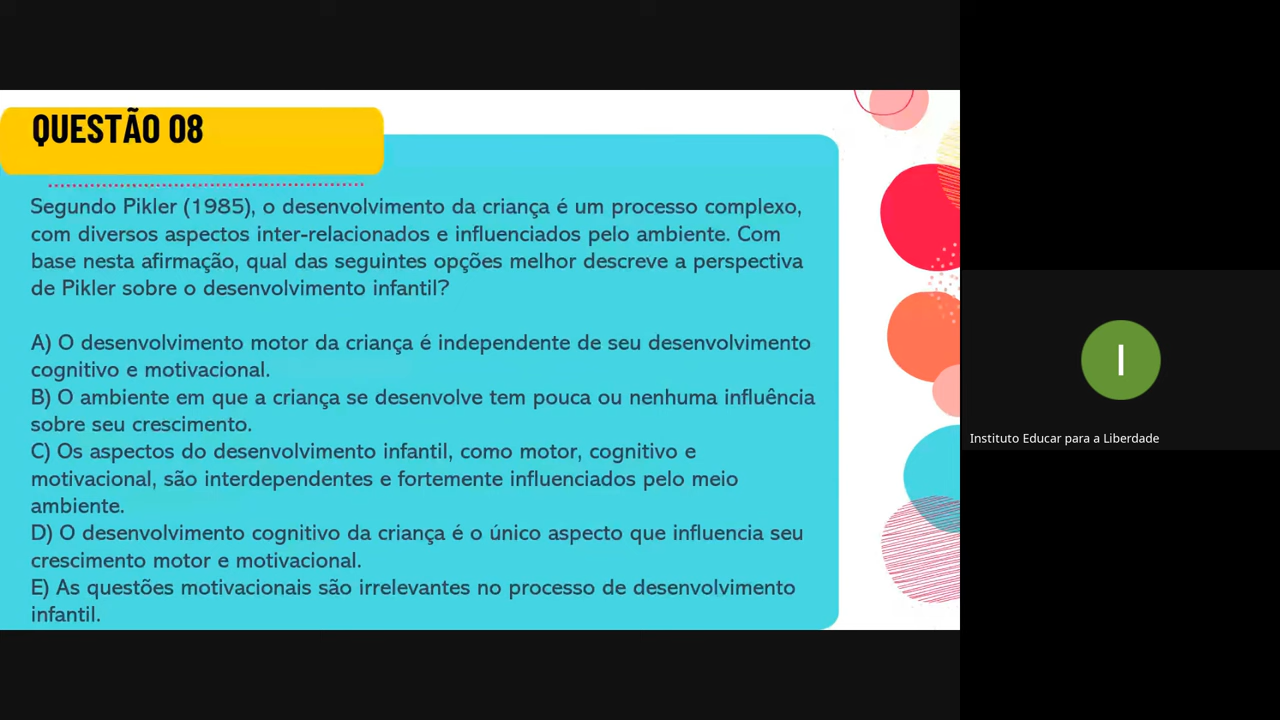 QUESTÃO 08
Segundo Pikler (1985), o desenvolvimento da criança é um processo complexo,
com diversos aspectos inter-relacionados e influenciados pelo ambiente. Com
base nesta afirmação, qual das seguintes opções melhor descreve a perspectiva
de Pikler sobre o desenvolvimento infantil?
A) O desenvolvimento motor da criança é independente de seu desenvolvimento
cognitivo e motivacional.
B) O ambiente em que a criança se desenvolve tem pouca ou nenhuma influência
sobre seu crescimento.
C) Os aspectos do desenvolvimento infantil, como motor, cognitivo e
motivacional, são interdependentes e fortemente influenciados pelo meio
ambiente.
D) O desenvolvimento cognitivo da criança é o único aspecto que influencia seu
crescimento motor e motivacional.
E) As questões motivacionais são irrelevantes no processo de desenvolvimento
infantil.
I
Instituto Educar para a Liberdade